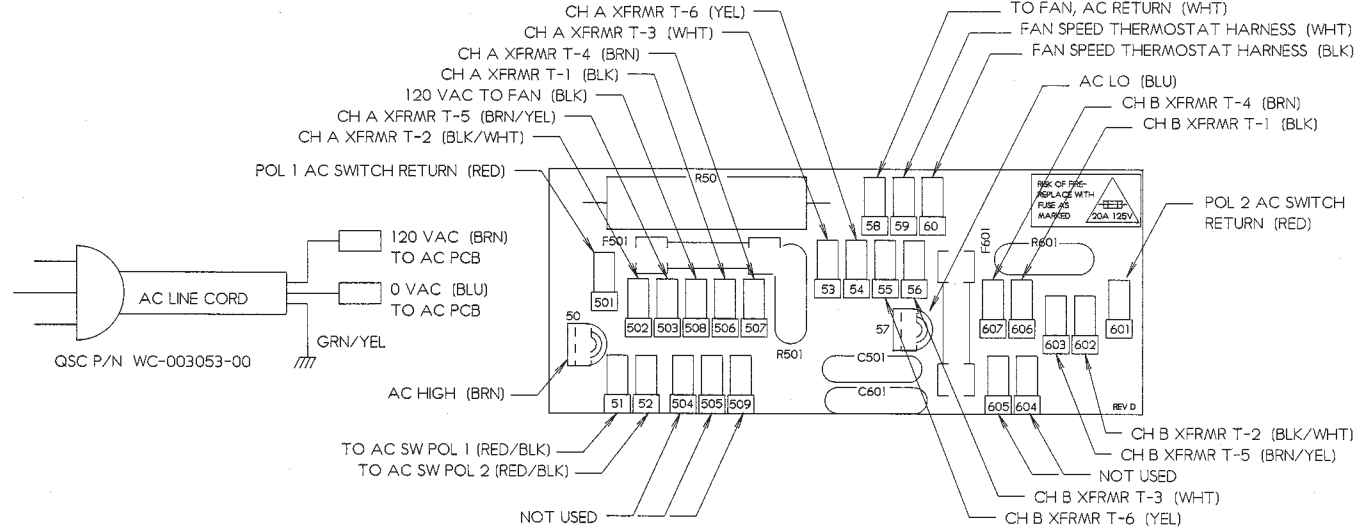 CH A XFRMR T-6 (YEL)
CH A XFRMR T-3 (WHT)
CH A XFRMR T-4 (BRN)
CH A XFRMR T-1 (BLK)
120 VAC TO FAN (BLK)
CH A XFRMR T-5 (BRN/YEL)
CH A XFRMR T-2 (BLK/WHT)
POL 1 AC SWITCH RETURN (RED)
TO FAN, AC RETURN (WHT)
FAN SPEED THERMOSTAT HARNESS (WHT)
FAN SPEED THERMOSTAT HARNESS (BLK)
AC LO (BLU)
CH B XFRMR T-4 (BRN)
CH B XFRMR T-1 (BLK)
POL 2 AC SWITCH
RETURN (RED)
120 VAC (BRN)
TO AC PCB
0 VAC (BLU)
TO AC PCB
AC LINE CORD
GRN/YEL
QSC P/N WC-003053-00
R50
RISK OF FIRE-
REPLACE WITH
FUSE AS
MARKED
20A 125V
58
59
60
F501
F601
R601
501
53
54
55
56
502
503
508
506
507
50
57
607
606
603
602
601
R501
C501
C601
51
52
504
505
509
605
604
REV D
AC HIGH (BRN)
TO AC SW POL 1 (RED/BLK)
TO AC SW POL 2 (RED/BLK)
NOT USED
CH B XFRMR T-2 (BLK/WHT)
CH B XFRMR T-5 (BRN/YEL)
NOT USED
CH B XFRMR T-3 (WHT)
CH B XFRMR T-6 (YEL)